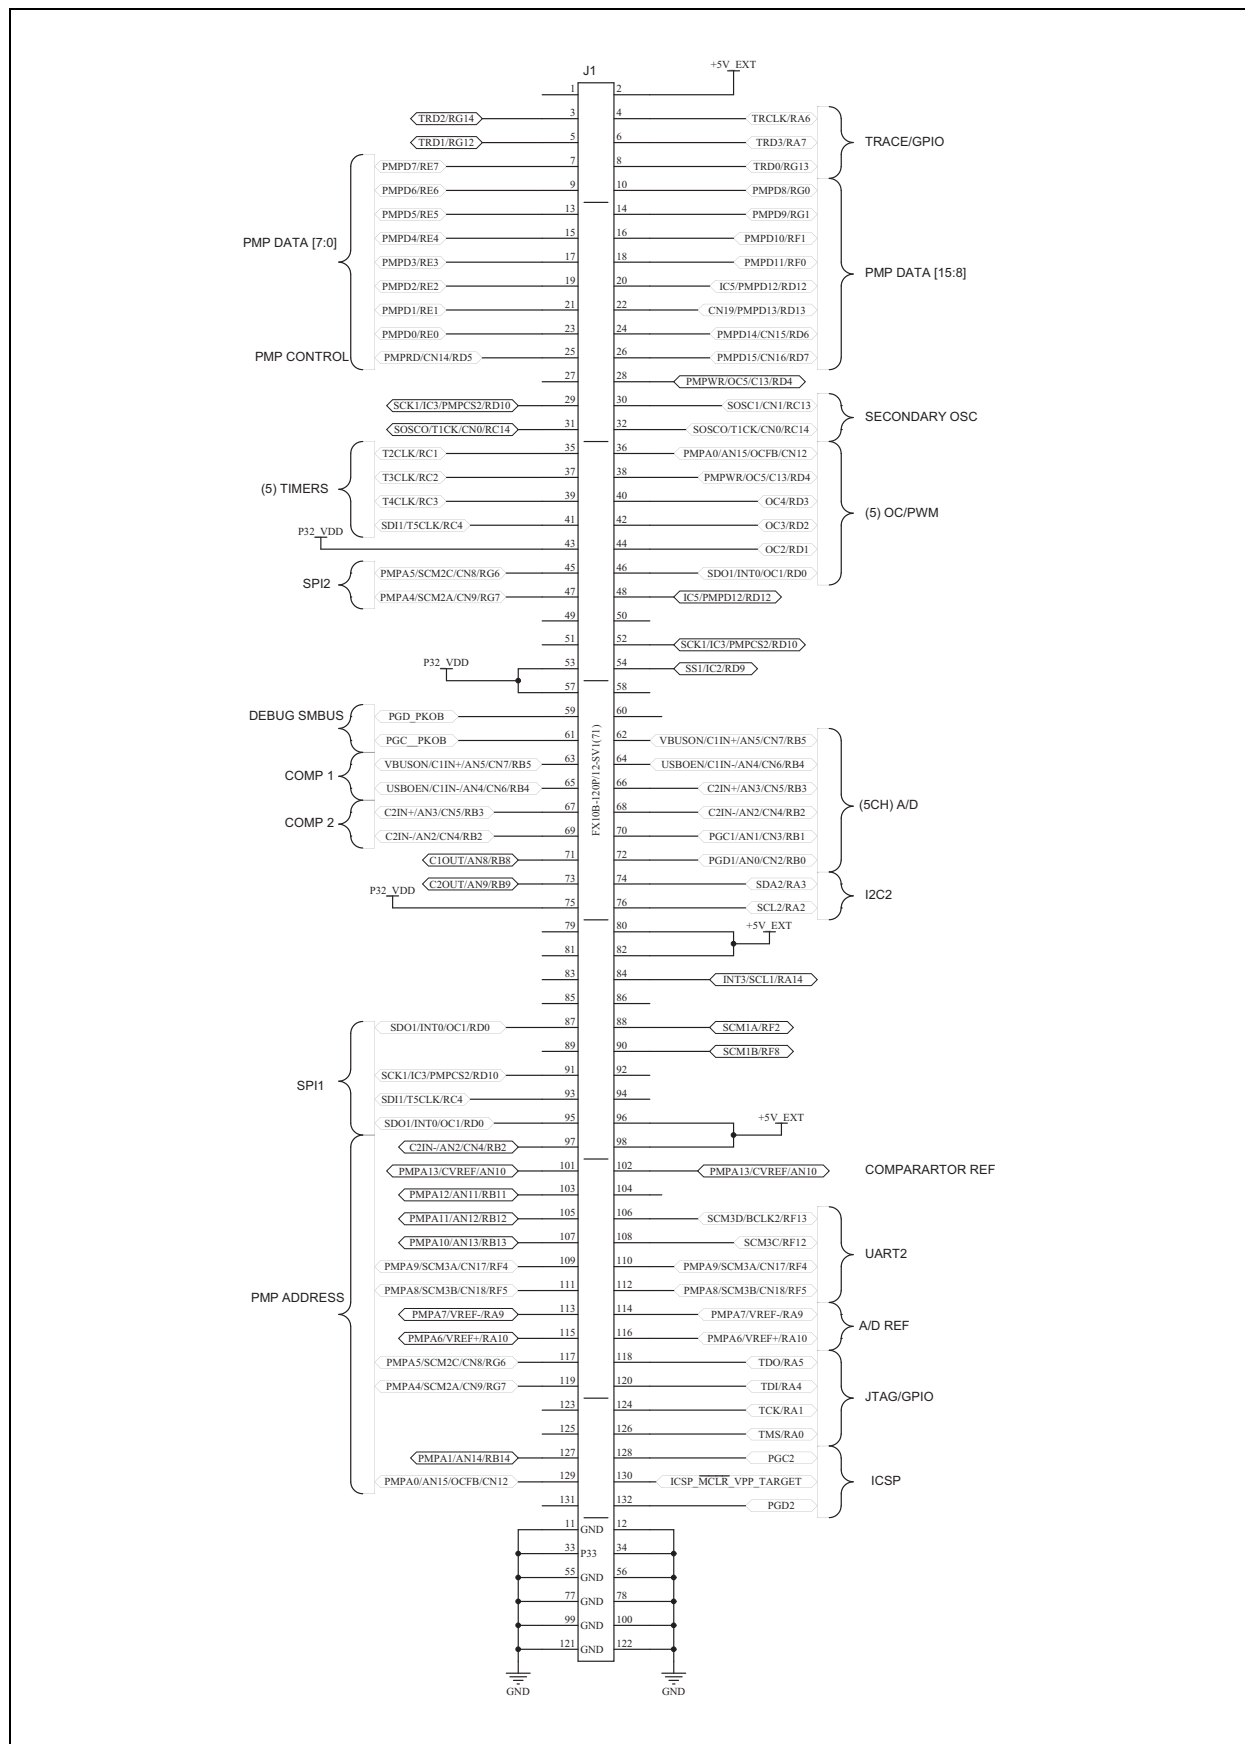 J1
+5V_EXT
1 2
TRD2/RG14 3 4 TRCLK/RA6
TRD1/RG12 5 6 TRD3/RA7 TRACE/GPIO
PMPD7/RE7 7 8 TRD0/RG13
PMPD6/RE6 9 10 PMPD8/RG0
PMPD5/RE5 13 14 PMPD9/RG1
PMP DATA [7:0] PMPD4/RE4 15 16 PMPD10/RF1
PMPD3/RE3 17 18 PMPD11/RF0 PMP DATA [15:8]
PMPD2/RE2 19 20 IC5/PMPD12/RD12
PMPD1/RE1 21 22 CN19/PMPD13/RD13
PMPD0/RE0 23 24 PMPD14/CN15/RD6
PMP CONTROL PMPRD/CN14/RD5 25 26 PMPD15/CN16/RD7
27 28 PMPWR/OC5/C13/RD4
SCK1/IC3/PMPCS2/RD10 29 30 SOSC1/CN1/RC13 SECONDARY OSC
SOSCO/T1CK/CN0/RC14 31 32 SOSCO/T1CK/CN0/RC14
T2CLK/RC1 35 36 PMPA0/AN15/OCFB/CN12
(5) TIMERS T3CLK/RC2 37 38 PMPWR/OC5/C13/RD4
T4CLK/RC3 39 40 OC4/RD3 (5) OC/PWM
SDI1/T5CLK/RC4 41 42 OC3/RD2
P32_VDD 43 44 OC2/RD1
SPI2 PMPA5/SCM2C/CN8/RG6 45 46 SDO1/INT0/OC1/RD0
PMPA4/SCM2A/CN9/RG7 47 48 IC5/PMPD12/RD12
49 50
51 52 SCK1/IC3/PMPCS2/RD10
P32_VDD 53 54 SS1/IC2/RD9
57 58
DEBUG SMBUS PGD_PKOB 59 60
PGC__PKOB 61 62 VBUSON/C1IN+/AN5/CN7/RB5
COMP 1 VBUSON/C1IN+/AN5/CN7/RB5 63 64 USBOEN/C1IN-/AN4/CN6/RB4
USBOEN/C1IN-/AN4/CN6/RB4 65 66 C2IN+/AN3/CN5/RB3 (5CH) A/D
COMP 2 C2IN+/AN3/CN5/RB3 67 68 C2IN-/AN2/CN4/RB2
C2IN-/AN2/CN4/RB2 69 70 PGC1/AN1/CN3/RB1
C1OUT/AN8/RB8 71 72 PGD1/AN0/CN2/RB0
C2OUT/AN9/RB9 73 74 SDA2/RA3 I2C2
P32_VDD 75 76 SCL2/RA2
FX10B-120P/12-SV1(71)
79 80 +5V_EXT
81 82
83 84 INT3/SCL1/RA14
85 86
SDO1/INT0/OC1/RD0 87 88 SCM1A/RF2
89 90 SCM1B/RF8
SPI1 SCK1/IC3/PMPCS2/RD10 91 92
SDI1/T5CLK/RC4 93 94
SDO1/INT0/OC1/RD0 95 96 +5V_EXT
C2IN-/AN2/CN4/RB2 97 98
PMPA13/CVREF/AN10 101 102 PMPA13/CVREF/AN10 COMPARARTOR REF
PMPA12/AN11/RB11 103 104
PMPA11/AN12/RB12 105 106 SCM3D/BCLK2/RF13
PMPA10/AN13/RB13 107 108 SCM3C/RF12 UART2
PMPA9/SCM3A/CN17/RF4 109 110 PMPA9/SCM3A/CN17/RF4
PMP ADDRESS PMPA8/SCM3B/CN18/RF5 111 112 PMPA8/SCM3B/CN18/RF5
PMPA7/VREF-/RA9 113 114 PMPA7/VREF-/RA9 A/D REF
PMPA6/VREF+/RA10 115 116 PMPA6/VREF+/RA10
PMPA5/SCM2C/CN8/RG6 117 118 TDO/RA5
PMPA4/SCM2A/CN9/RG7 119 120 TDI/RA4 JTAG/GPIO
123 124 TCK/RA1
125 126 TMS/RA0
PMPA1/AN14/RB14 127 128 PGC2
PMPA0/AN15/OCFB/CN12 129 130 ICSP_MCLR_VPP_TARGET ICSP
131 132 PGD2
11 GND 12
33 P33 34
55 GND 56
77 GND 78
99 GND 100
121 GND 122
GND GND